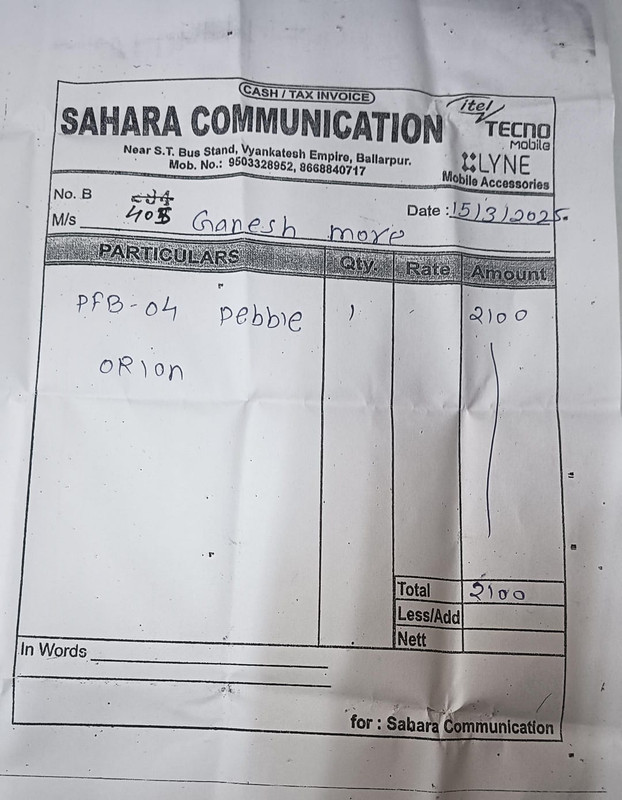 CASH / TAX INVOICE
SAHARA COMMUNICATION
Near S.T. Bus Stand, Vyankatesh Empire, Ballarpur.
Mob. No.: 9503328952, 8668840717
itel
TECNO
Mobile
LYNE
Mobile Accessories
No. B
M/s Ganesh more
Date : 15/3/2025.
PARTICULARS Qty. Rate Amount
PFB-04 Pebble 1 2100
ORion
Total 2100
Less/Add
Nett
In Words
for : Sabara Communication